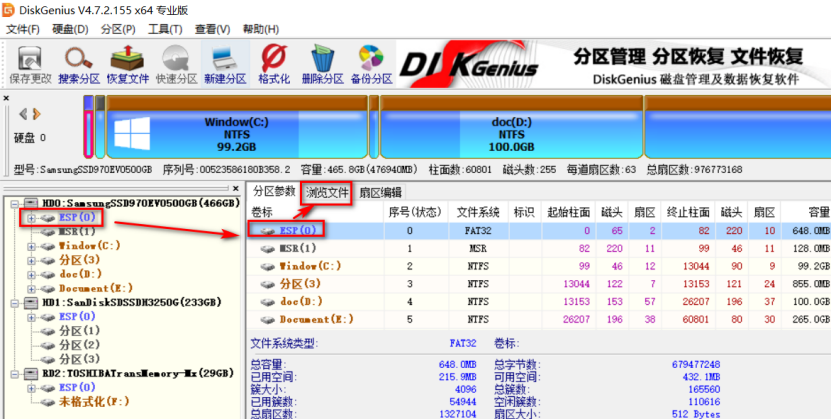 DiskGenius V4.7.2.155 x64 专业版
文件(F) 硬盘(D) 分区(P) 工具(T) 查看(V) 帮助(H)
保存更改 搜索分区 恢复文件 快速分区 新建分区 格式化 删除分区 备份分区
DISKGENIUS
分区管理 分区恢复 文件恢复
DiskGenius 磁盘管理及数据恢复软件
硬盘 0
Window(C:)
NTFS
99.2GB
doc(D:)
NTFS
100.0GB
型号:SamsungSSD970EVO500GB 序列号:00523586180B358.2 容量:465.8GB(476940MB) 柱面数:60801 磁头数:255 每道扇区数:63 总扇区数:976773168
HD0:SamsungSSD970EVO500GB(466GB)
ESP(0)
MSR(1)
Window(C:)
分区(3)
doc(D:)
Document(E:)
HD1:SanDiskSDSSDH3250G(233GB)
ESP(0)
分区(1)
分区(2)
分区(3)
RD2:TOSHIBATransMemory-Mx(29GB)
ESP(0)
未格式化(F:)
分区参数 浏览文件 扇区编辑
卷标 序号(状态) 文件系统 标识 起始柱面 磁头 扇区 终止柱面 磁头 扇区 容量
ESP(0) 0 FAT32 0 65 2 82 220 10 648.0MB
MSR(1) 1 MSR 82 220 11 99 46 11 128.0MB
Window(C:) 2 NTFS 99 46 12 13044 90 9 99.2GB
分区(3) 3 NTFS 13044 122 7 13153 121 24 855.0MB
doc(D:) 4 NTFS 13153 153 57 26207 196 37 100.0GB
Document(E:) 5 NTFS 26207 196 38 60801 80 30 265.0GB
文件系统类型: FAT32 卷标:
总容量: 648.0MB 总字节数: 679477248
已用空间: 215.9MB 可用空间: 432.1MB
簇大小: 4096 总簇数: 165560
已用簇数: 54944 空闲簇数: 110616
总扇区数: 1327104 扇区大小: 512 Bytes